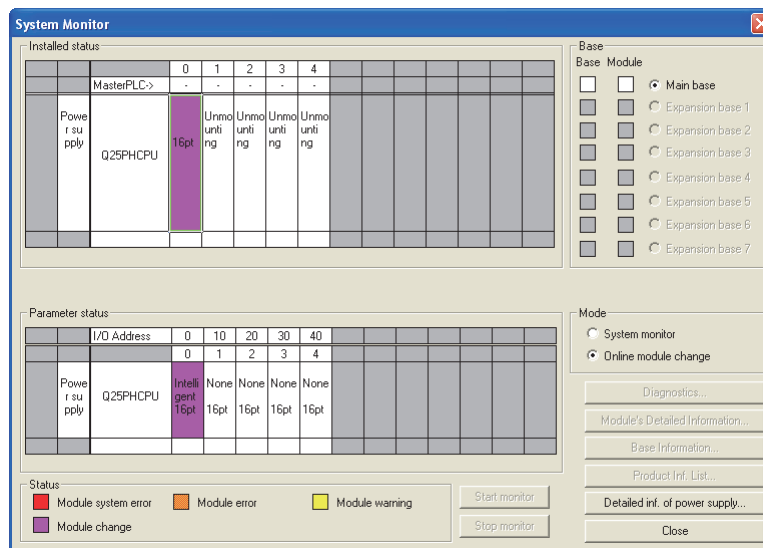 System Monitor
Installed status
0 1 2 3 4
MasterPLC-> - - - - -
Powe
r su
pply
Q25PHCPU
16pt
Unmo
unti
ng
Unmo
unti
ng
Unmo
unti
ng
Unmo
unti
ng
Base
Base Module
Main base
Expansion base 1
Expansion base 2
Expansion base 3
Expansion base 4
Expansion base 5
Expansion base 6
Expansion base 7
Parameter status
I/O Address 0 10 20 30 40
0 1 2 3 4
Powe
r su
pply
Q25PHCPU
Intelli
gent
16pt
None
16pt
None
16pt
None
16pt
None
16pt
Mode
System monitor
Online module change
Diagnostics...
Module's Detailed Information...
Base Information...
Product Inf. List...
Detailed inf. of power supply...
Close
Status
Module system error
Module error
Module warning
Module change
Start monitor
Stop monitor